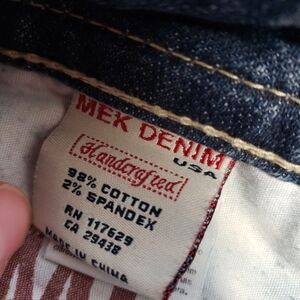 MEK DENIM
USA
Handcrafted
98% COTTON
2% SPANDEX
RN 117629
CA 29438
MADE IN CHINA